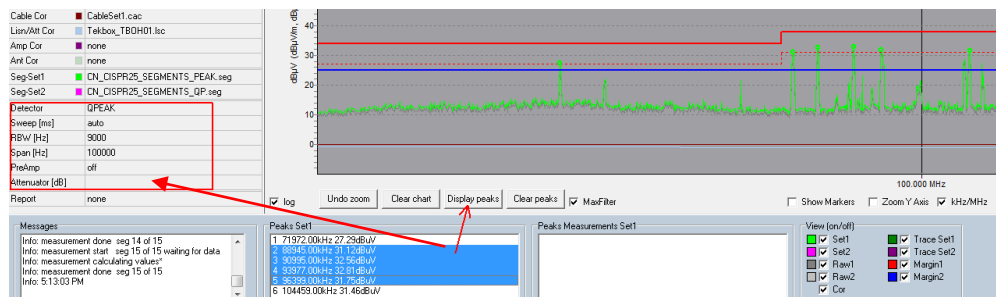 Cable Cor CableSet1.cac
Lisn/Att Cor Tekbox_TBOH01.lsc
Amp Cor none
Ant Cor none
Seg-Set1 CN_CISPR25_SEGMENTS_PEAK.seg
Seg-Set2 CN_CISPR25_SEGMENTS_QP.seg
Detector QPEAK
Sweep [ms] auto
RBW [Hz] 9000
Span [Hz] 100000
PreAmp off
Attenuator [dB]
Report none
dBµV (dBµV/m, dBµ
40
30
20
10
0
100.000 MHz
log Undo zoom Clear chart Display peaks Clear peaks MaxFilter Show Markers Zoom Y Axis kHz/MHz
Messages
Info: measurement done seg 14 of 15
Info: measurement start seg 15 of 15 waiting for data
Info: measurement calculating values*
Info: measurement done seg 15 of 15
Info: 5:13:03 PM
Peaks Set1
1 71972.00kHz 27.29dBuV
2 88945.00kHz 31.12dBuV
3 90995.00kHz 32.56dBuV
4 93977.00kHz 32.81dBuV
5 96399.00kHz 31.75dBuV
6 104459.00kHz 31.46dBuV
Peaks Measurements Set1
View (on/off)
Set1 Trace Set1
Set2 Trace Set2
Raw1 Margin1
Raw2 Margin2
Cor